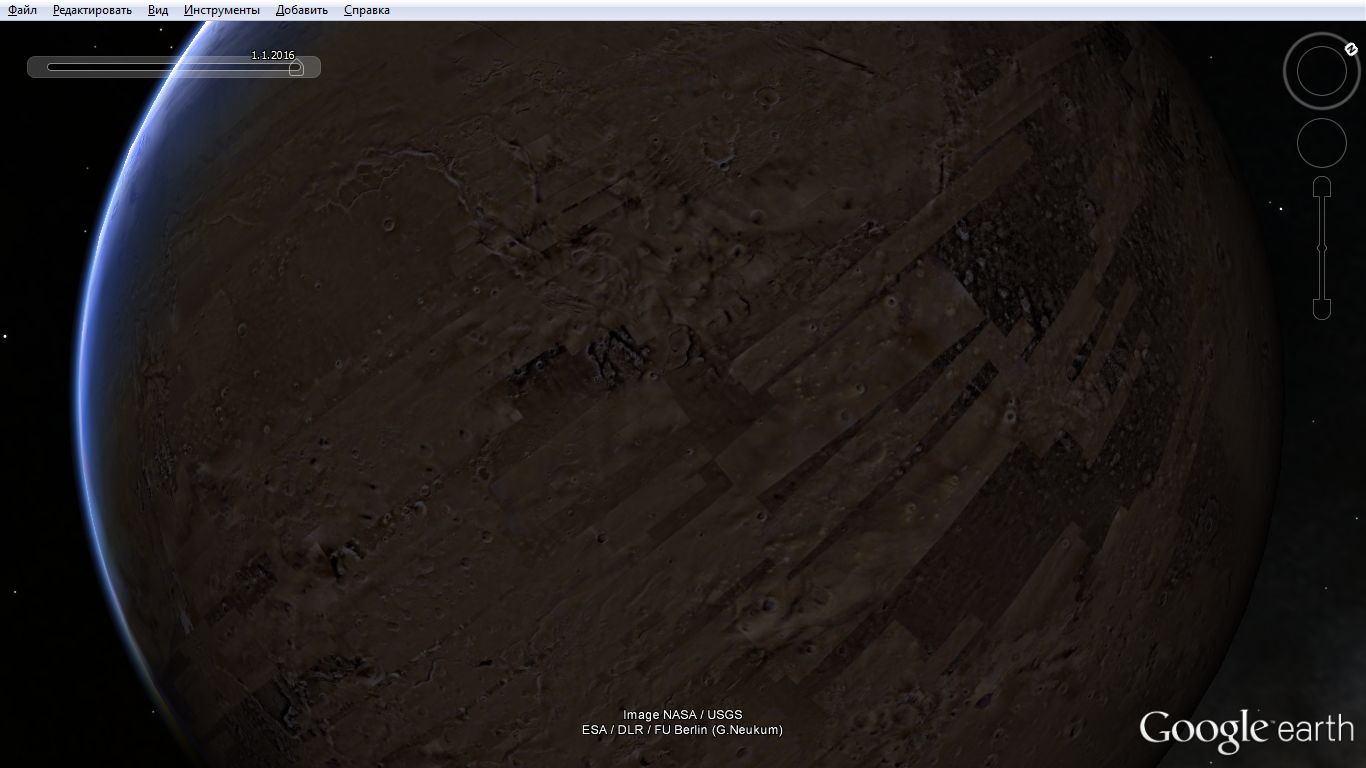 Файл Редактировать Вид Инструменты Добавить Справка
1.1.2016
N
Image NASA / USGS
ESA / DLR / FU Berlin (G.Neukum)
Google earth